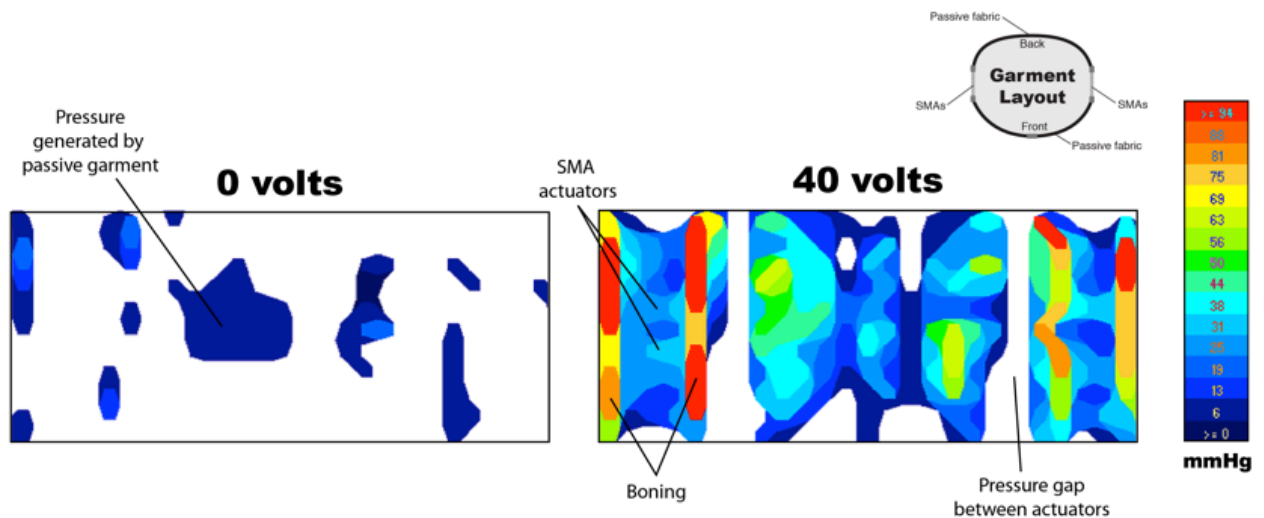 Passive fabric
Back
Garment
Layout
SMAs
SMAs
Front
Passive fabric
Pressure
generated by
passive garment
0 volts
SMA
actuators
40 volts
Boning
Pressure gap
between actuators
>= 94
88
81
75
69
63
56
50
44
38
31
25
19
13
6
>= 0
mmHg